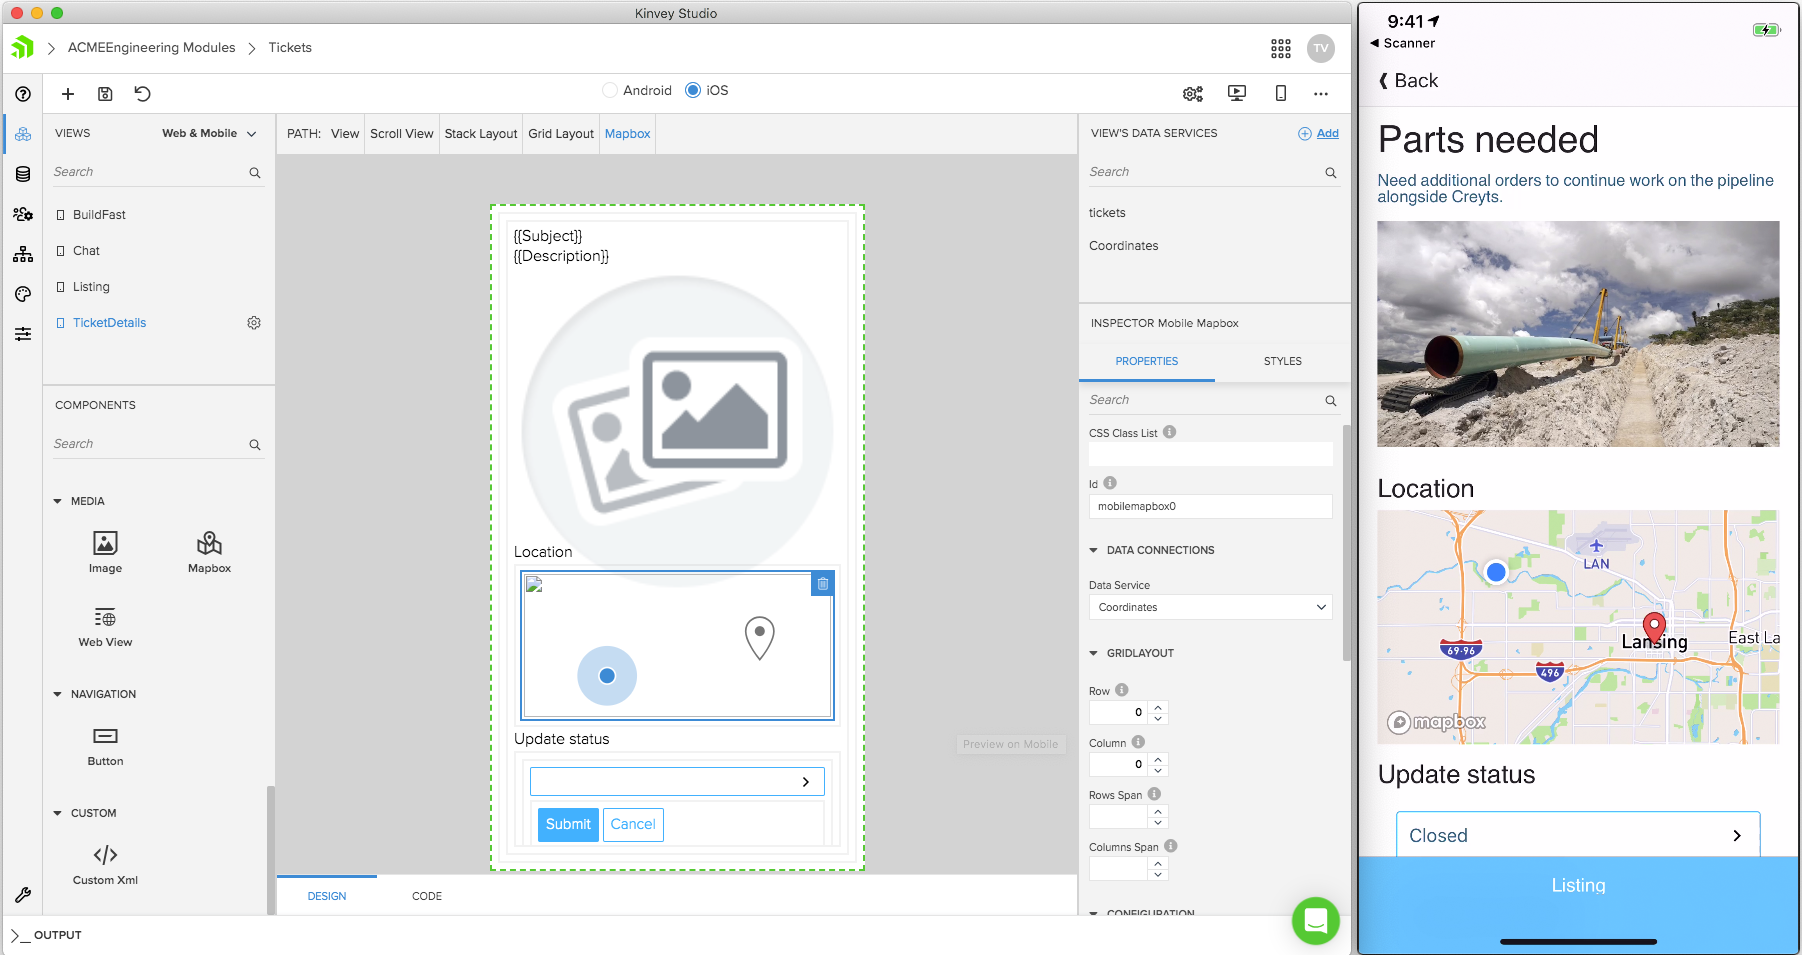 Kinvey Studio
ACMEEngineering Modules
Tickets
TV
Android
iOS
VIEWS
Web & Mobile
Search
BuildFast
Chat
Listing
TicketDetails
COMPONENTS
Search
MEDIA
Image
Mapbox
Web View
NAVIGATION
Button
CUSTOM
Custom Xml
OUTPUT
PATH: View Scroll View Stack Layout Grid Layout Mapbox
{{Subject}}
{{Description}}
Location
Update status
Submit
Cancel
Preview on Mobile
DESIGN
CODE
VIEW'S DATA SERVICES
Add
Search
tickets
Coordinates
INSPECTOR Mobile Mapbox
PROPERTIES
STYLES
Search
CSS Class List
Id
mobilemapbox0
DATA CONNECTIONS
Data Service
Coordinates
GRIDLAYOUT
Row
0
Column
0
Rows Span
Columns Span
CONFIGURATION
9:41
Scanner
Back
Parts needed
Need additional orders to continue work on the pipeline
alongside Creyts.
Location
LAN
Lansing
East La
69-96
496
mapbox
Update status
Closed
Listing